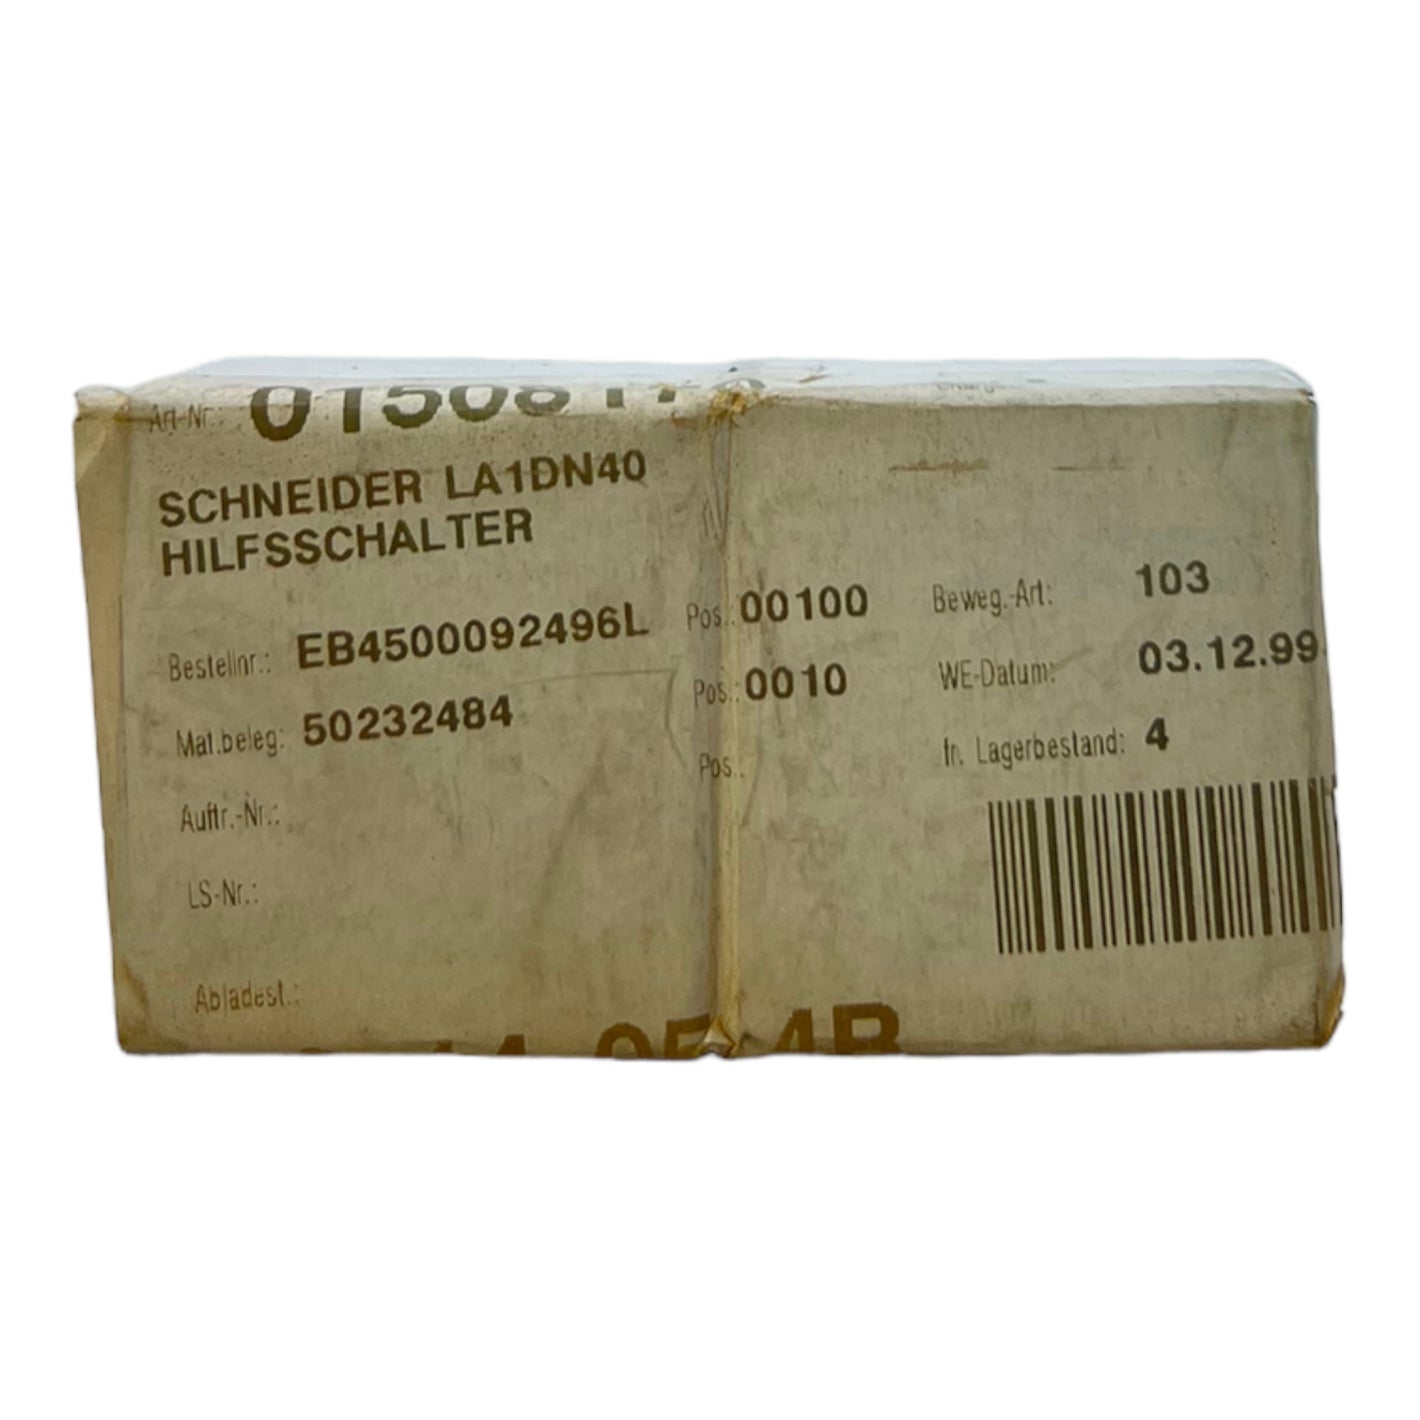 Art-Nr.:
SCHNEIDER LA1DN40
HILFSSCHALTER
Bestellnr.: EB4500092496L Pos.: 00100 Beweg.-Art: 103
Mat.beleg: 50232484 Pos.: 0010 WE-Datum: 03.12.99
Pos.: fr. Lagerbestand: 4
Auftr.-Nr.:
LS-Nr.:
Abladest.: